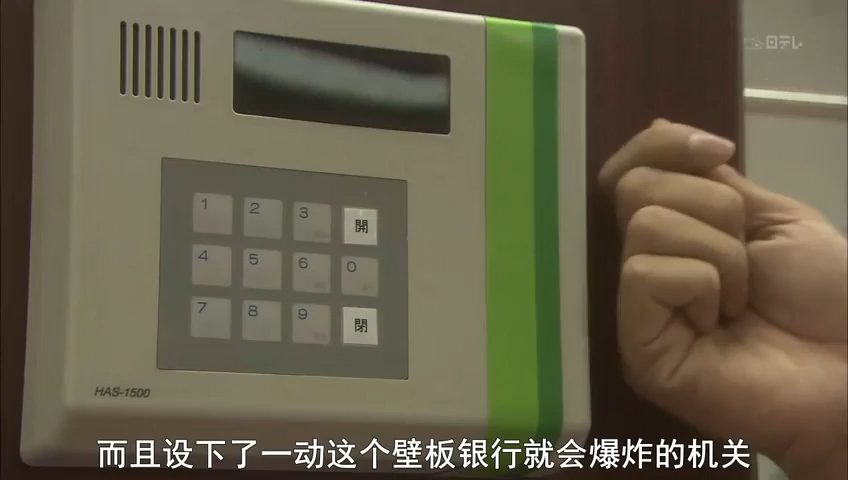 日テレ
1 2 3 開
4 5 6 0
7 8 9 閉
HAS-1500
而且设下了一动这个壁板银行就会爆炸的机关